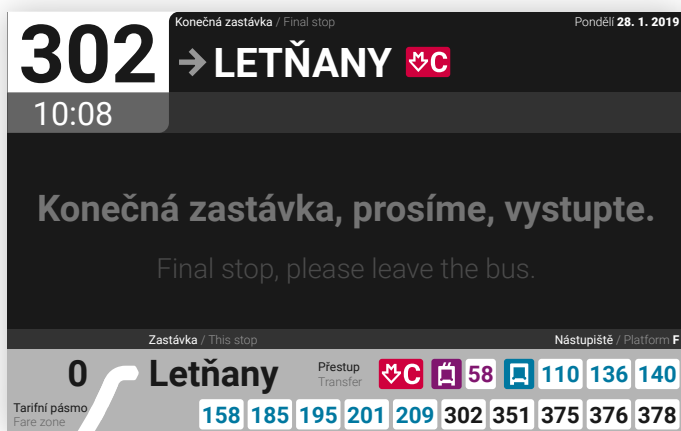 302
Konečná zastávka / Final stop
Pondělí 28. 1. 2019
→ LETŇANY C
10:08
Konečná zastávka, prosíme, vystupte.
Final stop, please leave the bus.
Zastávka / This stop
Nástupiště / Platform F
0
Letňany
Přestup
Transfer
C 58 110 136 140
Tarifní pásmo
Fare zone
158 185 195 201 209 302 351 375 376 378